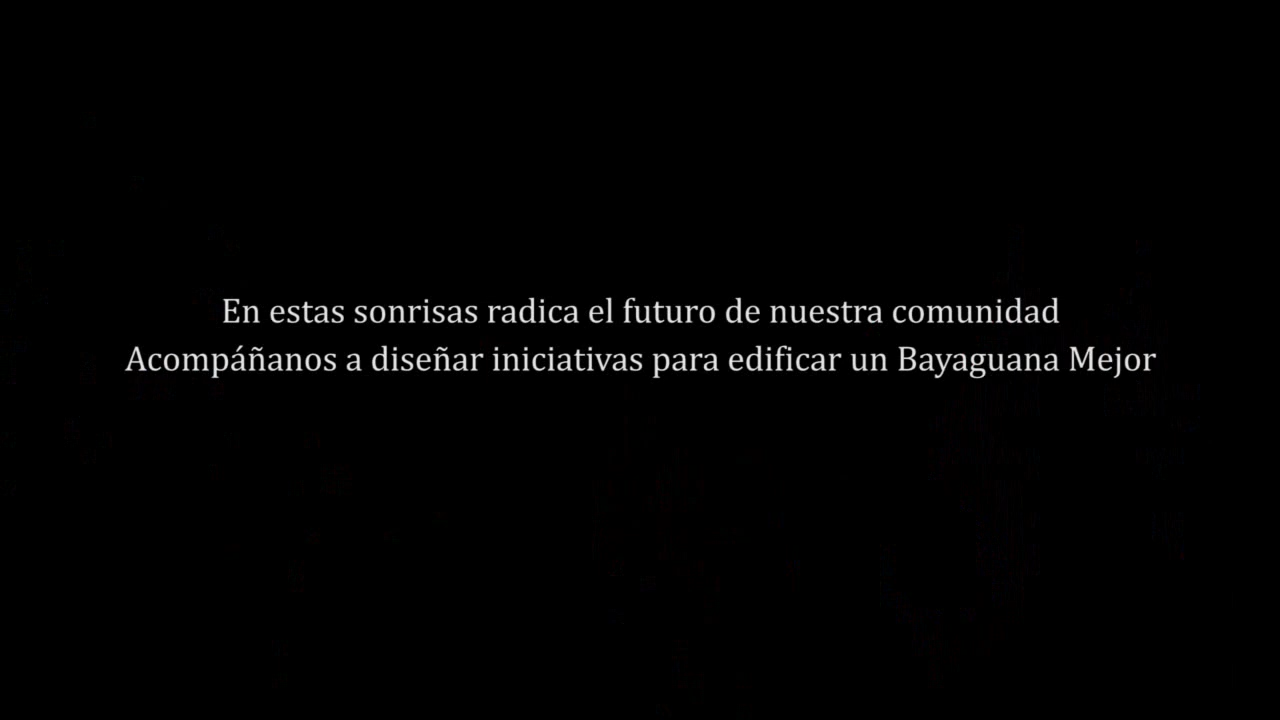 En estas sonrisas radica el futuro de nuestra comunidad
Acompáñanos a diseñar iniciativas para edificar un Bayaguana Mejor